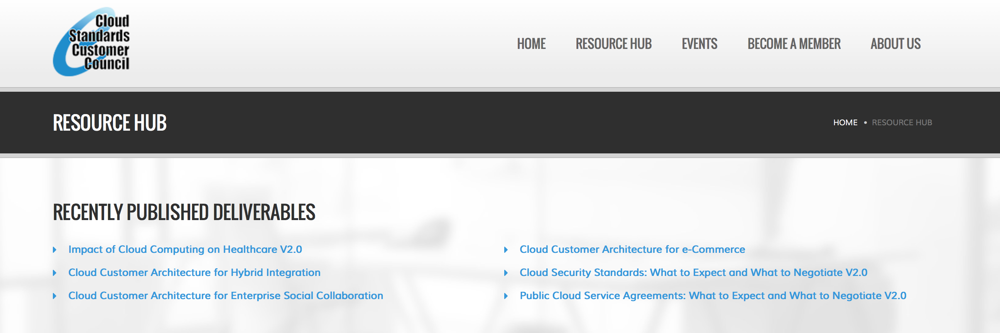 Cloud
Standards
Customer
Council
HOME
RESOURCE HUB
EVENTS
BECOME A MEMBER
ABOUT US
RESOURCE HUB
HOME • RESOURCE HUB
RECENTLY PUBLISHED DELIVERABLES
Impact of Cloud Computing on Healthcare V2.0
Cloud Customer Architecture for Hybrid Integration
Cloud Customer Architecture for Enterprise Social Collaboration
Cloud Customer Architecture for e-Commerce
Cloud Security Standards: What to Expect and What to Negotiate V2.0
Public Cloud Service Agreements: What to Expect and What to Negotiate V2.0